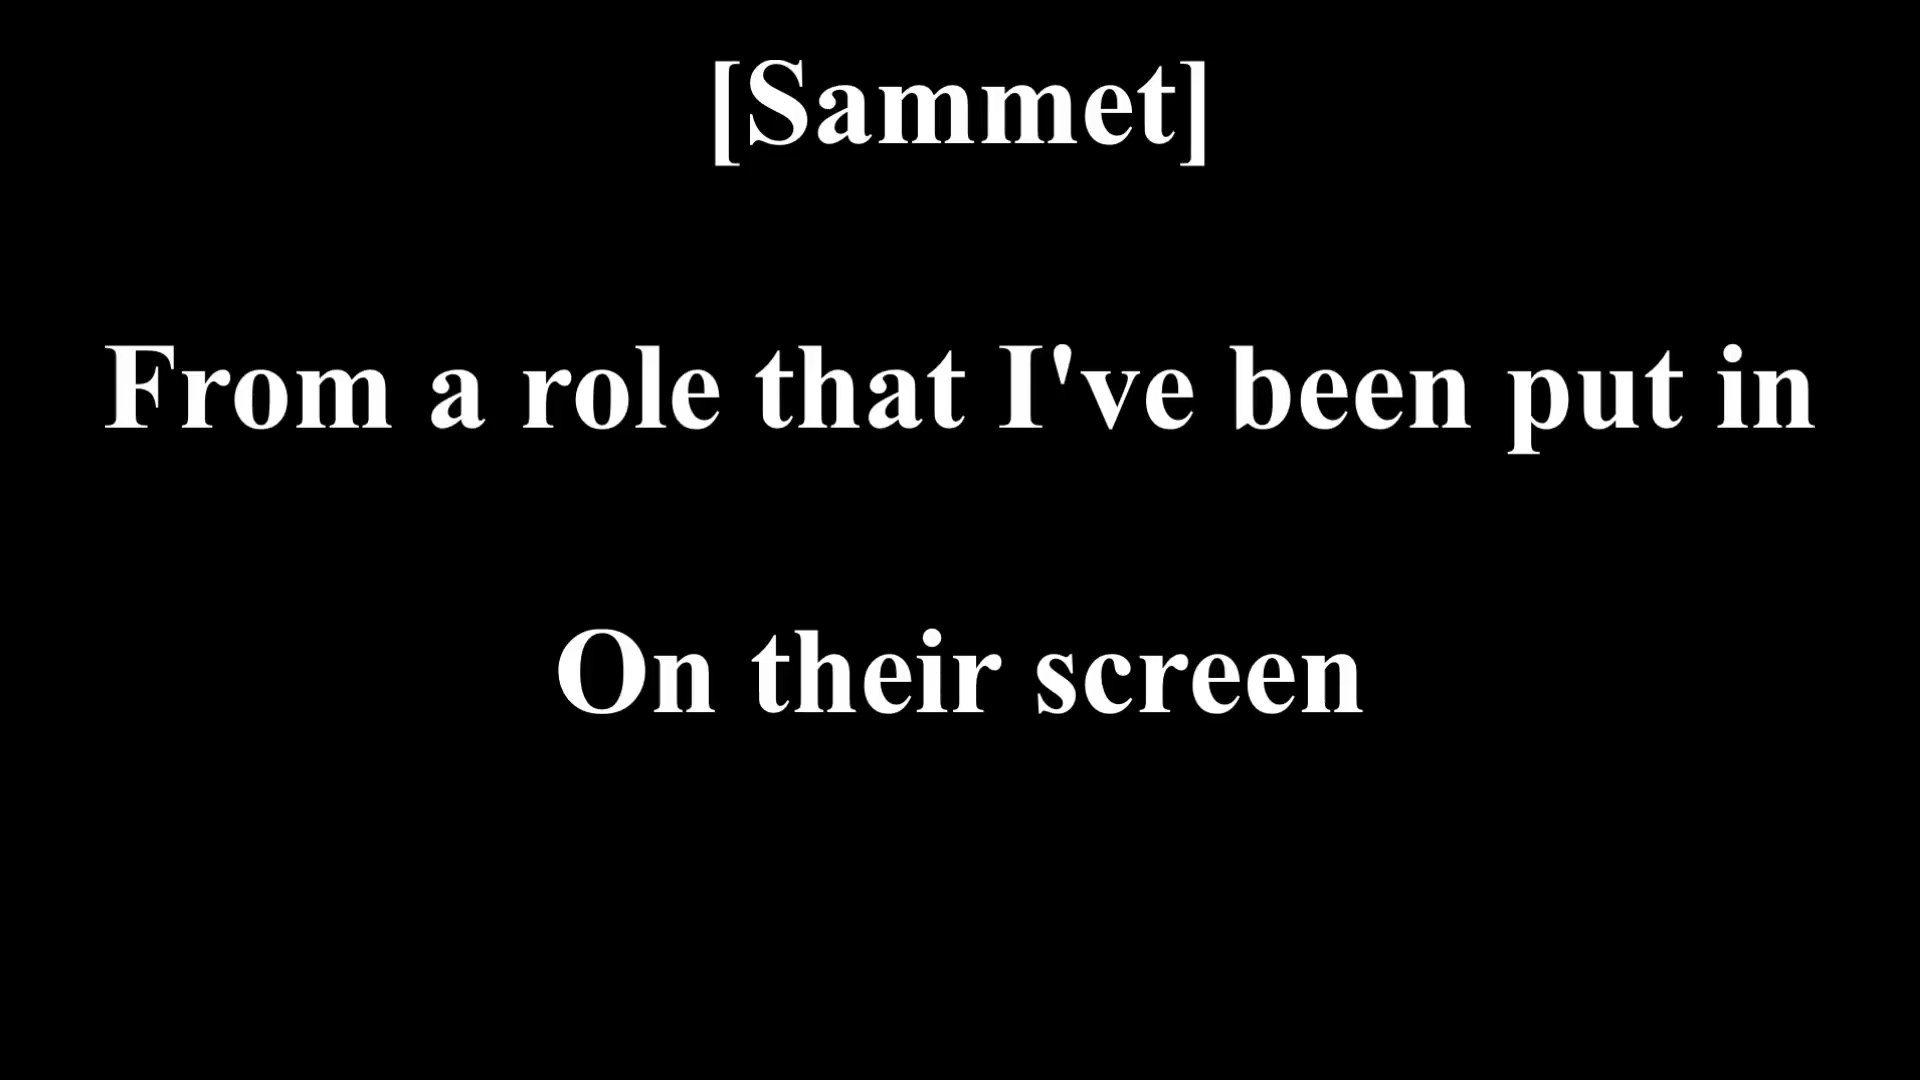 [Sammet]
From a role that I've been put in
On their screen